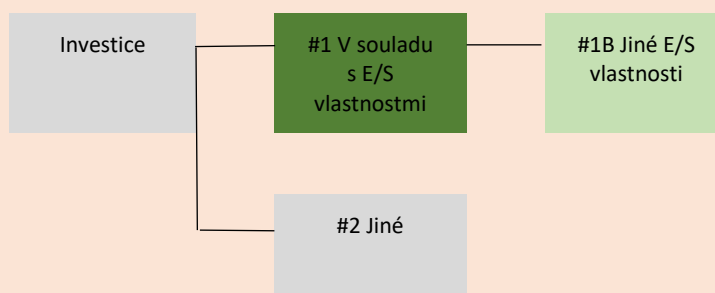 Investice
#1 V souladu
s E/S
vlastnostmi
#1B Jiné E/S
vlastnosti
#2 Jiné